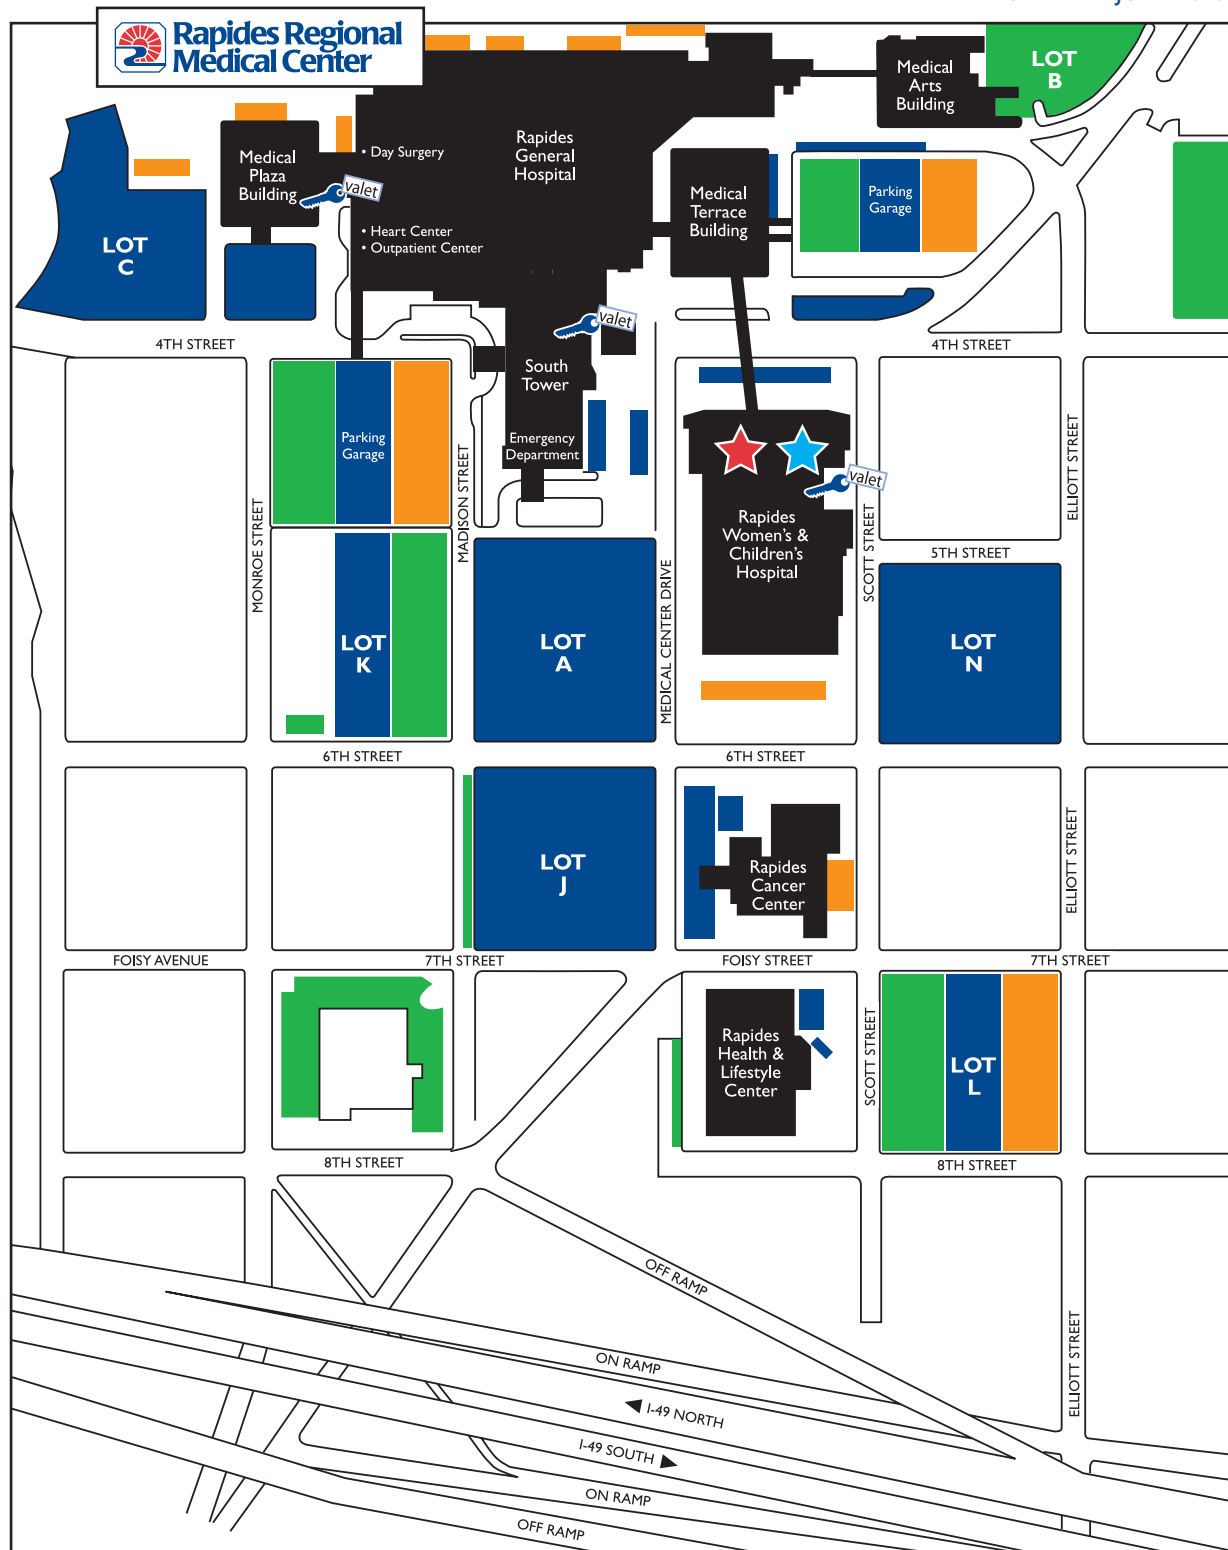 Rapides Regional
Medical Center
LOT
B
Medical
Arts
Building
Rapides
General
Hospital
• Day Surgery
Medical
Plaza
Building
valet
• Heart Center
• Outpatient Center
LOT
C
Medical
Terrace
Building
Parking
Garage
valet
4TH STREET
4TH STREET
South
Tower
Parking
Garage
Emergency
Department
MADISON STREET
MONROE STREET
valet
ELLIOTT STREET
SCOTT STREET
Rapides
Women's &
Children's
Hospital
5TH STREET
MEDICAL CENTER DRIVE
LOT
K
LOT
A
LOT
N
6TH STREET
6TH STREET
LOT
J
Rapides
Cancer
Center
ELLIOTT STREET
FOISY AVENUE
7TH STREET
FOISY STREET
7TH STREET
Rapides
Health &
Lifestyle
Center
SCOTT STREET
LOT
L
8TH STREET
8TH STREET
OFF RAMP
ELLIOTT STREET
ON RAMP
I-49 NORTH
I-49 SOUTH
ON RAMP
OFF RAMP